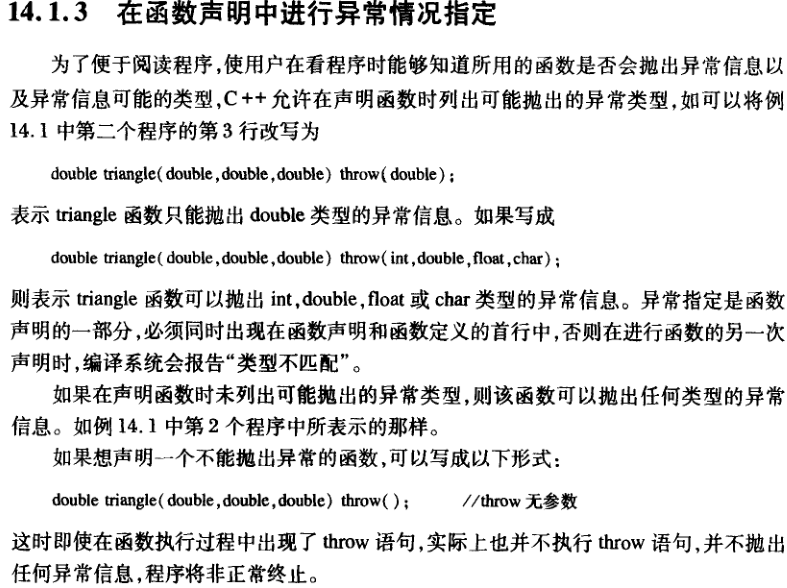 14.1.3 在函数声明中进行异常情况指定
为了便于阅读程序,使用户在看程序时能够知道所用的函数是否会抛出异常信息以
及异常信息可能的类型,C++允许在声明函数时列出可能抛出的异常类型,如可以将例
14.1中第二个程序的第3行改写为
double triangle(double,double,double) throw(double);
表示 triangle 函数只能抛出 double 类型的异常信息。如果写成
double triangle(double,double,double) throw(int,double,float,char);
则表示 triangle 函数可以抛出 int,double,float 或 char 类型的异常信息。异常指定是函数
声明的一部分,必须同时出现在函数声明和函数定义的首行中,否则在进行函数的另一次
声明时,编译系统会报告“类型不匹配”。
如果在声明函数时未列出可能抛出的异常类型,则该函数可以抛出任何类型的异常
信息。如例14.1中第2个程序中所表示的那样。
如果想声明一个不能抛出异常的函数,可以写成以下形式:
double triangle(double,double,double) throw(); //throw 无参数
这时即使在函数执行过程中出现了 throw 语句,实际上也并不执行 throw 语句,并不抛出
任何异常信息,程序将非正常终止。